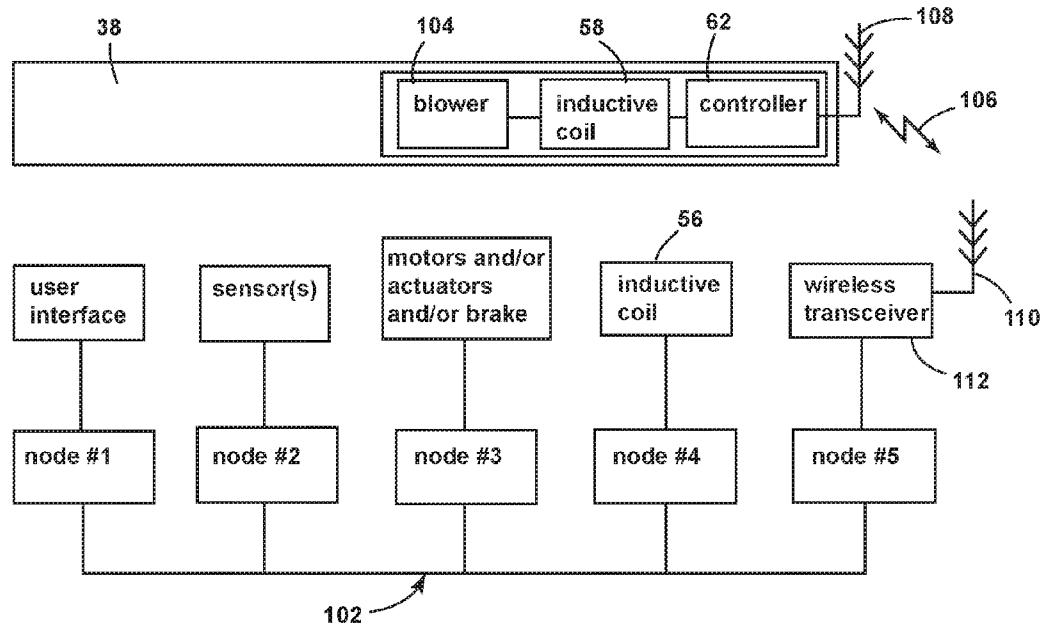 38
104
58
62
108
blower
inductive
coil
controller
106
56
user
interface
sensor(s)
motors and/or
actuators
and/or brake
inductive
coil
wireless
transceiver
110
112
node #1
node #2
node #3
node #4
node #5
102